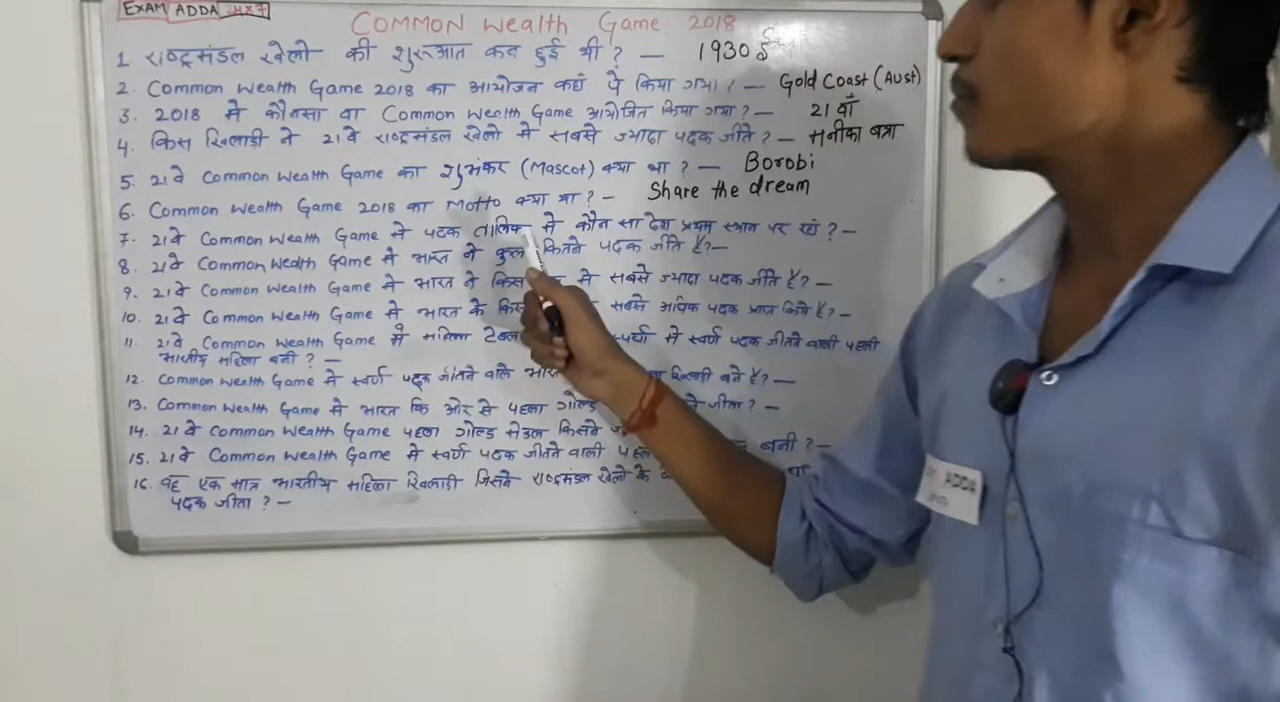 EXAM ADDA 24x7
COMMON Wealth Game 2018
1. राष्ट्रमंडल खेलो की शुरुआत कब हुई थी ? — 1930 ई
2. Common Wealth Game 2018 का आयोजन कहाँ पे किया गया ? — Gold Coast (Aust)
3. 2018 मे कौनसा वा Common Wealth Game आयोजित किया गया ? — 21 वाँ
4. किस खिलाड़ी ने 21 वे राष्ट्रमंडल खेलो मे सबसे ज्यादा पदक जीते ? — मनीका बत्रा
5. 21 वे Common Wealth Game का शुभंकर (Mascot) क्या था ? — Borobi
6. Common Wealth Game 2018 का Motto क्या था ? — Share the dream
7. 21 वे Common Wealth Game मे पदक तालिक मे कौन सा देश प्रथम स्थान पर रहा ? —
8. 21 वे Common Wealth Game मे भारत ने कुल कितने पदक जीते है ? —
9. 21 वे Common Wealth Game मे भारत ने किस मे सबसे ज्यादा पदक जीते है ? —
10. 21 वे Common Wealth Game मे भारत के किस सबसे अधिक पदक प्राप्त किये है ? —
11. 21 वे Common Wealth Game मे महिला टेबल स्पर्धा मे स्वर्ण पदक जीतने वाली पहली
भारतीय महिला बनी ? —
12. Common Wealth Game मे स्वर्ण पदक जीतने वाले भार खिलाड़ी बने है ? —
13. Common Wealth Game मे भारत कि ओर से पहला गोल्ड ने जीता ? —
14. 21 वे Common Wealth Game पहला गोल्ड मेडल किसने
15. 21 वे Common Wealth Game मे स्वर्ण पदक जीतने वाली बनी ? —
16. वह एक मात्र भारतीय महिला खिलाड़ी जिसने राष्ट्रमंडल खेलो के
पदक जीता ? —
ADDA